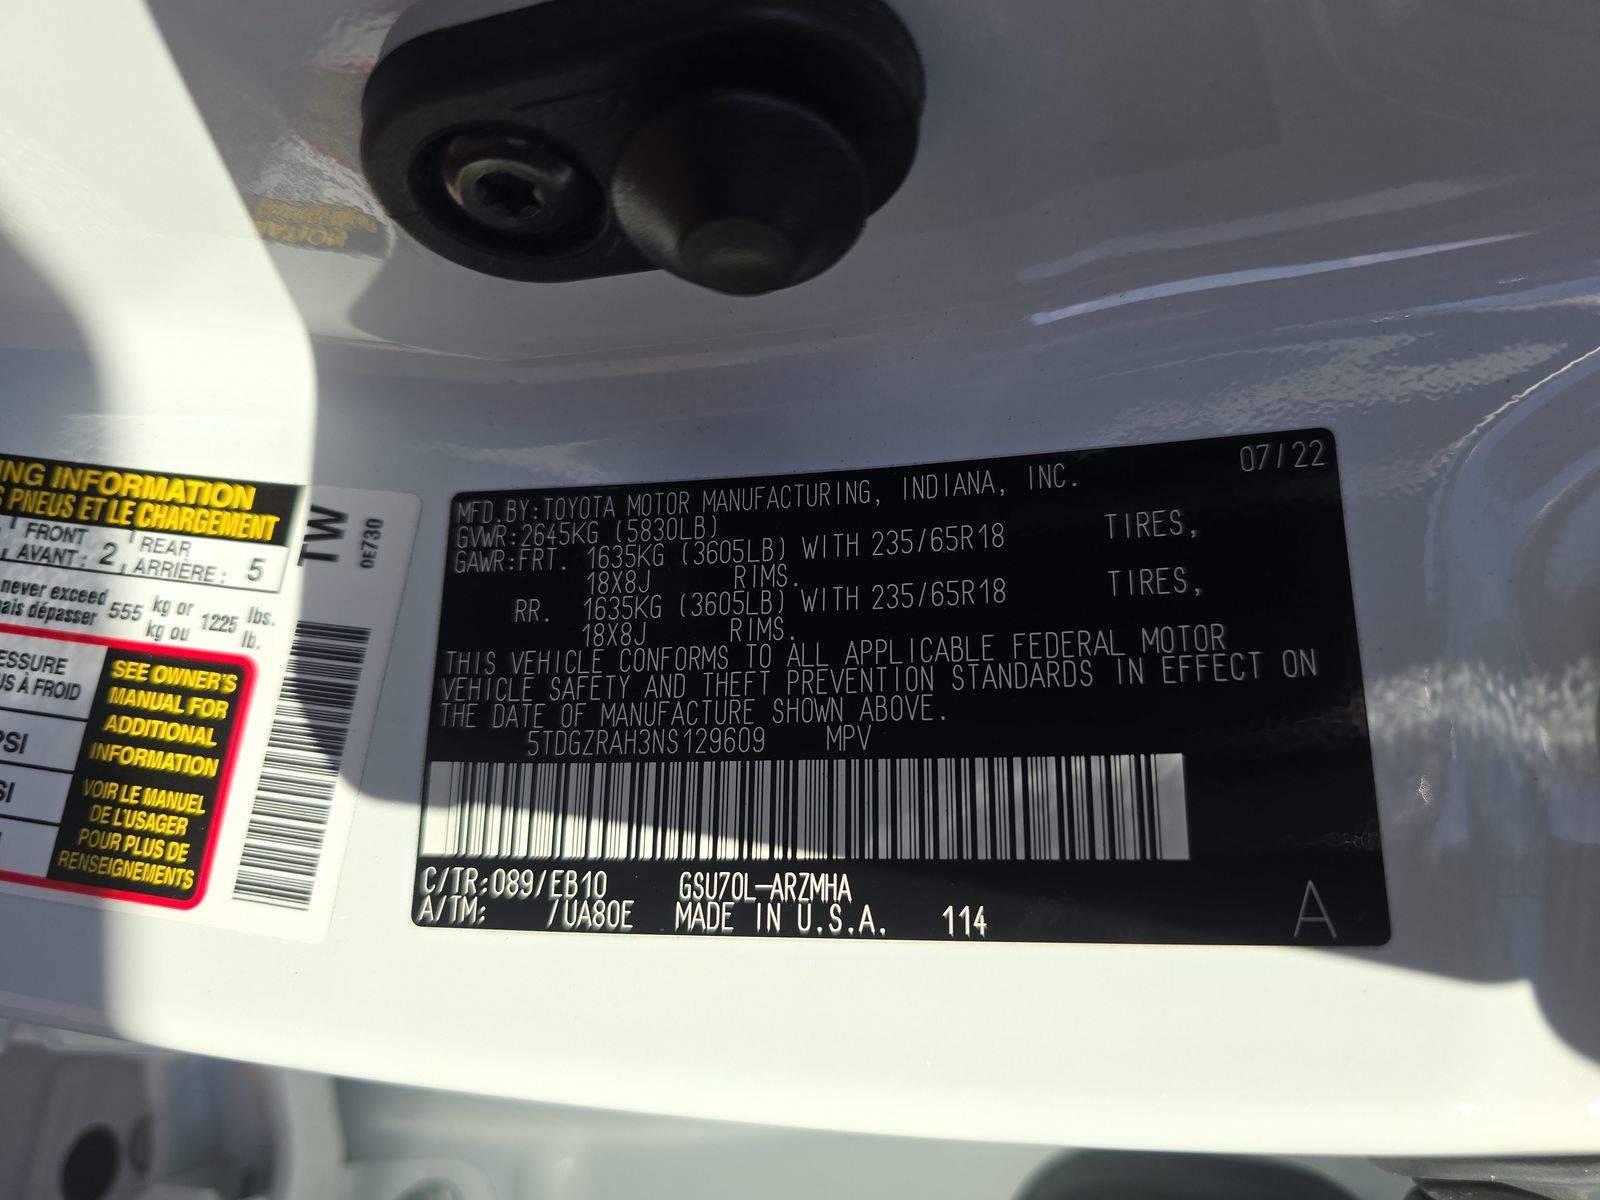 ING INFORMATION
S PNEUS ET LE CHARGEMENT
FRONT
AVANT : 2
REAR
ARRIÈRE : 5
never exceed
mais dépasser
555 kg or 1225 lbs.
kg ou lb.
ESSURE
US À FROID
PSI
SI
SEE OWNER'S
MANUAL FOR
ADDITIONAL
INFORMATION
VOIR LE MANUEL
DE L'USAGER
POUR PLUS DE
RENSEIGNEMENTS
TW
0E730
07/22
MFD.BY:TOYOTA MOTOR MANUFACTURING, INDIANA, INC.
GVWR:2645KG (5830LB)
GAWR:FRT. 1635KG (3605LB) WITH 235/65R18 TIRES,
18X8J RIMS.
RR. 1635KG (3605LB) WITH 235/65R18 TIRES,
18X8J RIMS.
THIS VEHICLE CONFORMS TO ALL APPLICABLE FEDERAL MOTOR
VEHICLE SAFETY AND THEFT PREVENTION STANDARDS IN EFFECT ON
THE DATE OF MANUFACTURE SHOWN ABOVE.
5TDGZRAH3NS129609 MPV
C/TR:089/EB10 GSU70L-ARZMHA
A/TM: /UA80E MADE IN U.S.A. 114
A